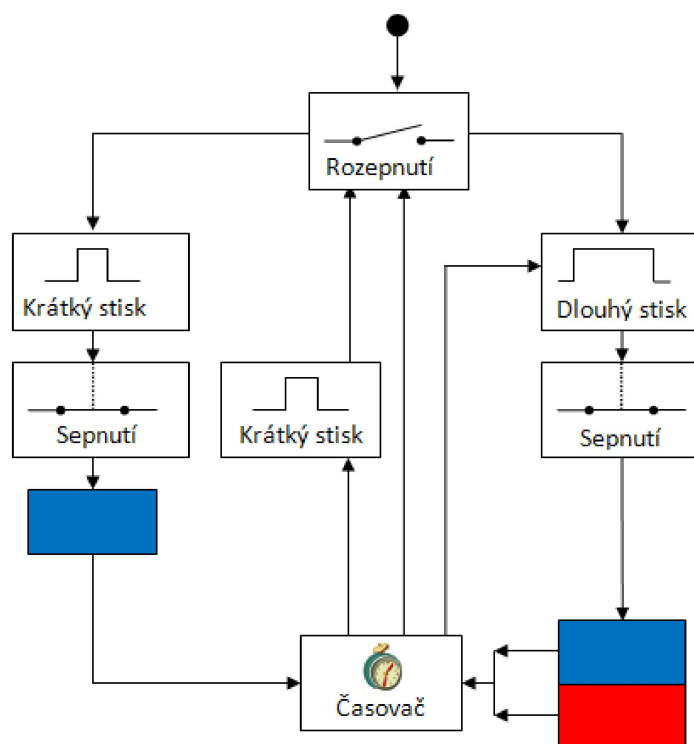 Rozepnutí
Krátký stisk
Dlouhý stisk
Sepnutí
Krátký stisk
Sepnutí
Časovač